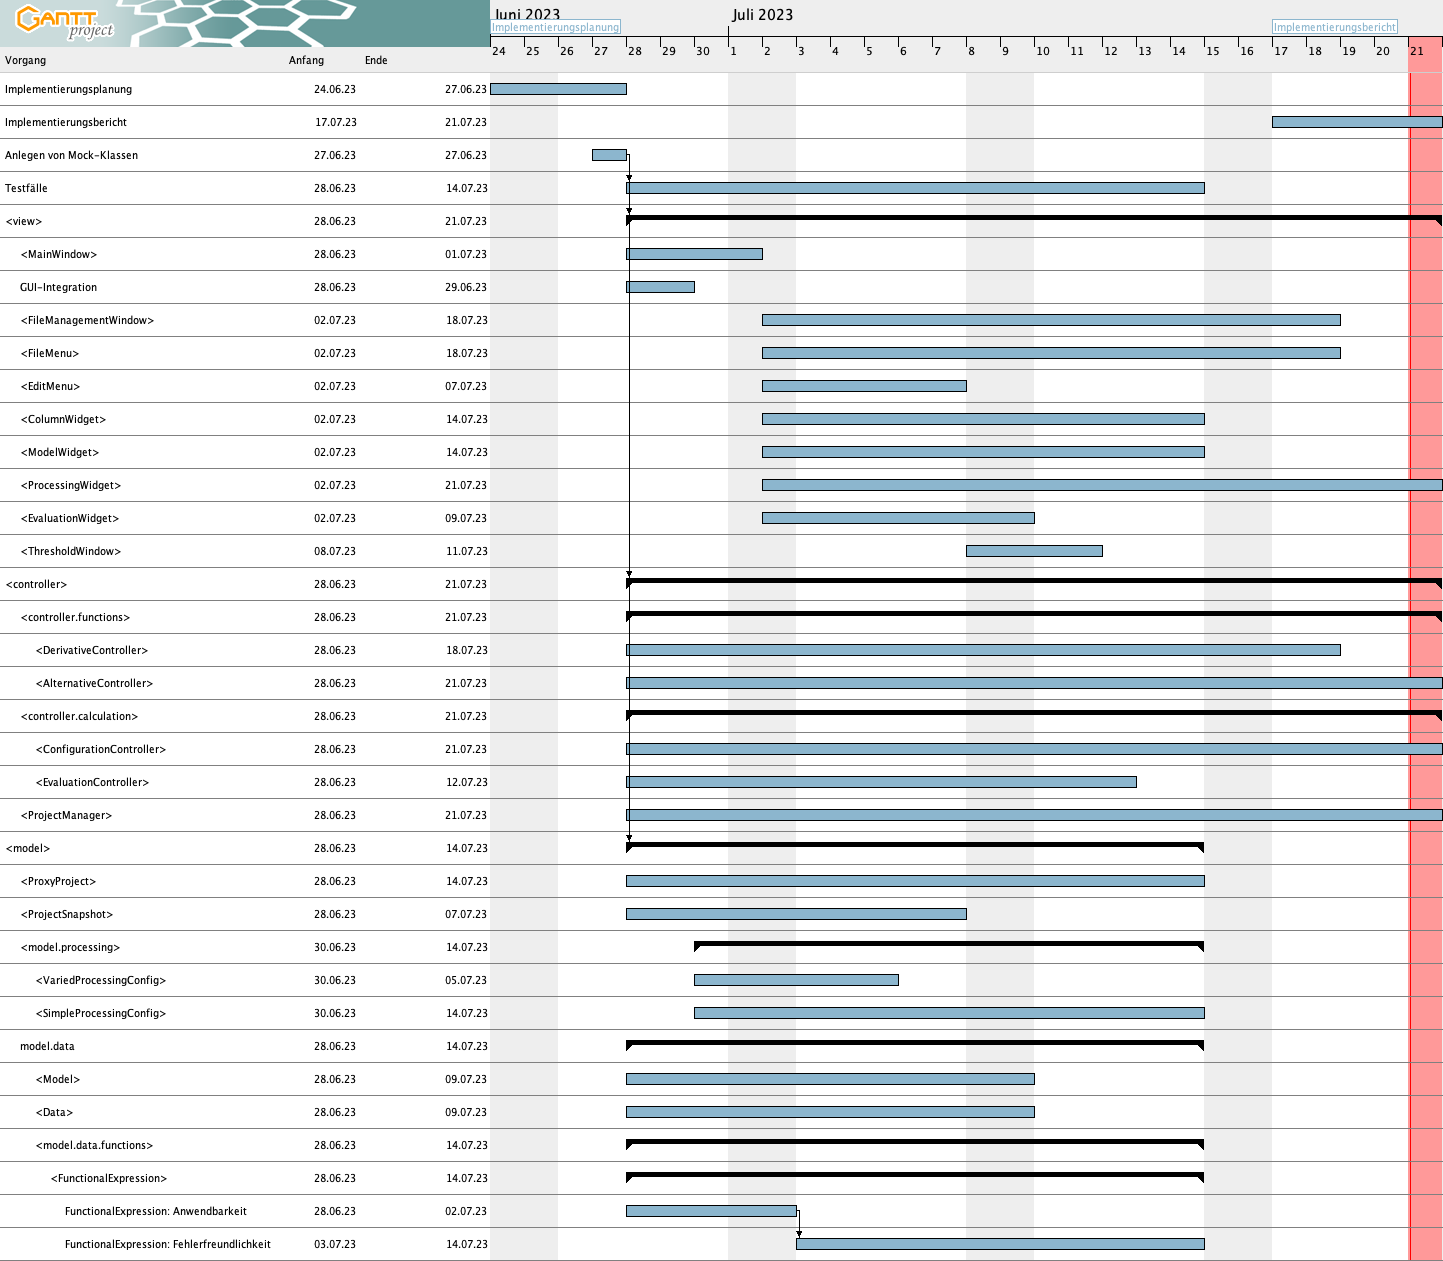 GANTT
project
Juni 2023
Juli 2023
Implementierungsplanung
Implementierungsbericht
24 25 26 27 28 29 30 1 2 3 4 5 6 7 8 9 10 11 12 13 14 15 16 17 18 19 20 21
Vorgang Anfang Ende
Implementierungsplanung 24.06.23 27.06.23
Implementierungsbericht 17.07.23 21.07.23
Anlegen von Mock-Klassen 27.06.23 27.06.23
Testfälle 28.06.23 14.07.23
<view> 28.06.23 21.07.23
<MainWindow> 28.06.23 01.07.23
GUI-Integration 28.06.23 29.06.23
<FileManagementWindow> 02.07.23 18.07.23
<FileMenu> 02.07.23 18.07.23
<EditMenu> 02.07.23 07.07.23
<ColumnWidget> 02.07.23 14.07.23
<ModelWidget> 02.07.23 14.07.23
<ProcessingWidget> 02.07.23 21.07.23
<EvaluationWidget> 02.07.23 09.07.23
<ThresholdWindow> 08.07.23 11.07.23
<controller> 28.06.23 21.07.23
<controller.functions> 28.06.23 21.07.23
<DerivativeController> 28.06.23 18.07.23
<AlternativeController> 28.06.23 21.07.23
<controller.calculation> 28.06.23 21.07.23
<ConfigurationController> 28.06.23 21.07.23
<EvaluationController> 28.06.23 12.07.23
<ProjectManager> 28.06.23 21.07.23
<model> 28.06.23 14.07.23
<ProxyProject> 28.06.23 14.07.23
<ProjectSnapshot> 28.06.23 07.07.23
<model.processing> 30.06.23 14.07.23
<VariedProcessingConfig> 30.06.23 05.07.23
<SimpleProcessingConfig> 30.06.23 14.07.23
model.data 28.06.23 14.07.23
<Model> 28.06.23 09.07.23
<Data> 28.06.23 09.07.23
<model.data.functions> 28.06.23 14.07.23
<FunctionalExpression> 28.06.23 14.07.23
FunctionalExpression: Anwendbarkeit 28.06.23 02.07.23
FunctionalExpression: Fehlerfreundlichkeit 03.07.23 14.07.23